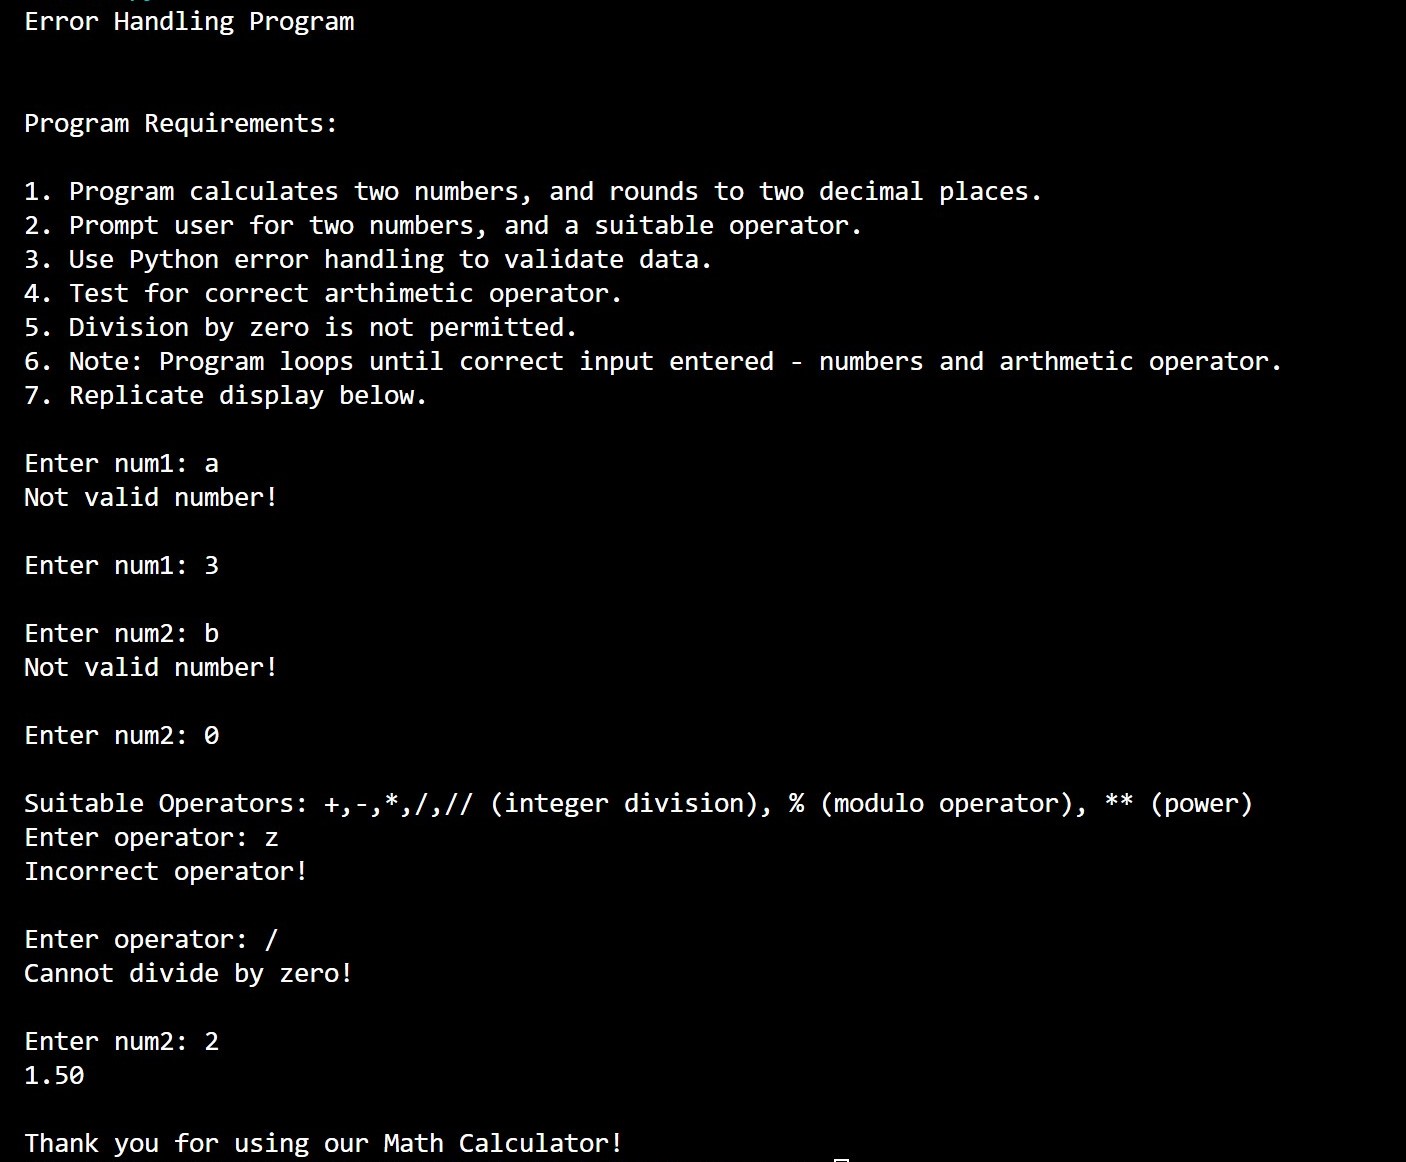 Error Handling Program
Program Requirements:
1. Program calculates two numbers, and rounds to two decimal places.
2. Prompt user for two numbers, and a suitable operator.
3. Use Python error handling to validate data.
4. Test for correct arthimetic operator.
5. Division by zero is not permitted.
6. Note: Program loops until correct input entered - numbers and arthmetic operator.
7. Replicate display below.
Enter num1: a
Not valid number!
Enter num1: 3
Enter num2: b
Not valid number!
Enter num2: 0
Suitable Operators: +,-,*,/,// (integer division), % (modulo operator), ** (power)
Enter operator: z
Incorrect operator!
Enter operator: /
Cannot divide by zero!
Enter num2: 2
1.50
Thank you for using our Math Calculator!